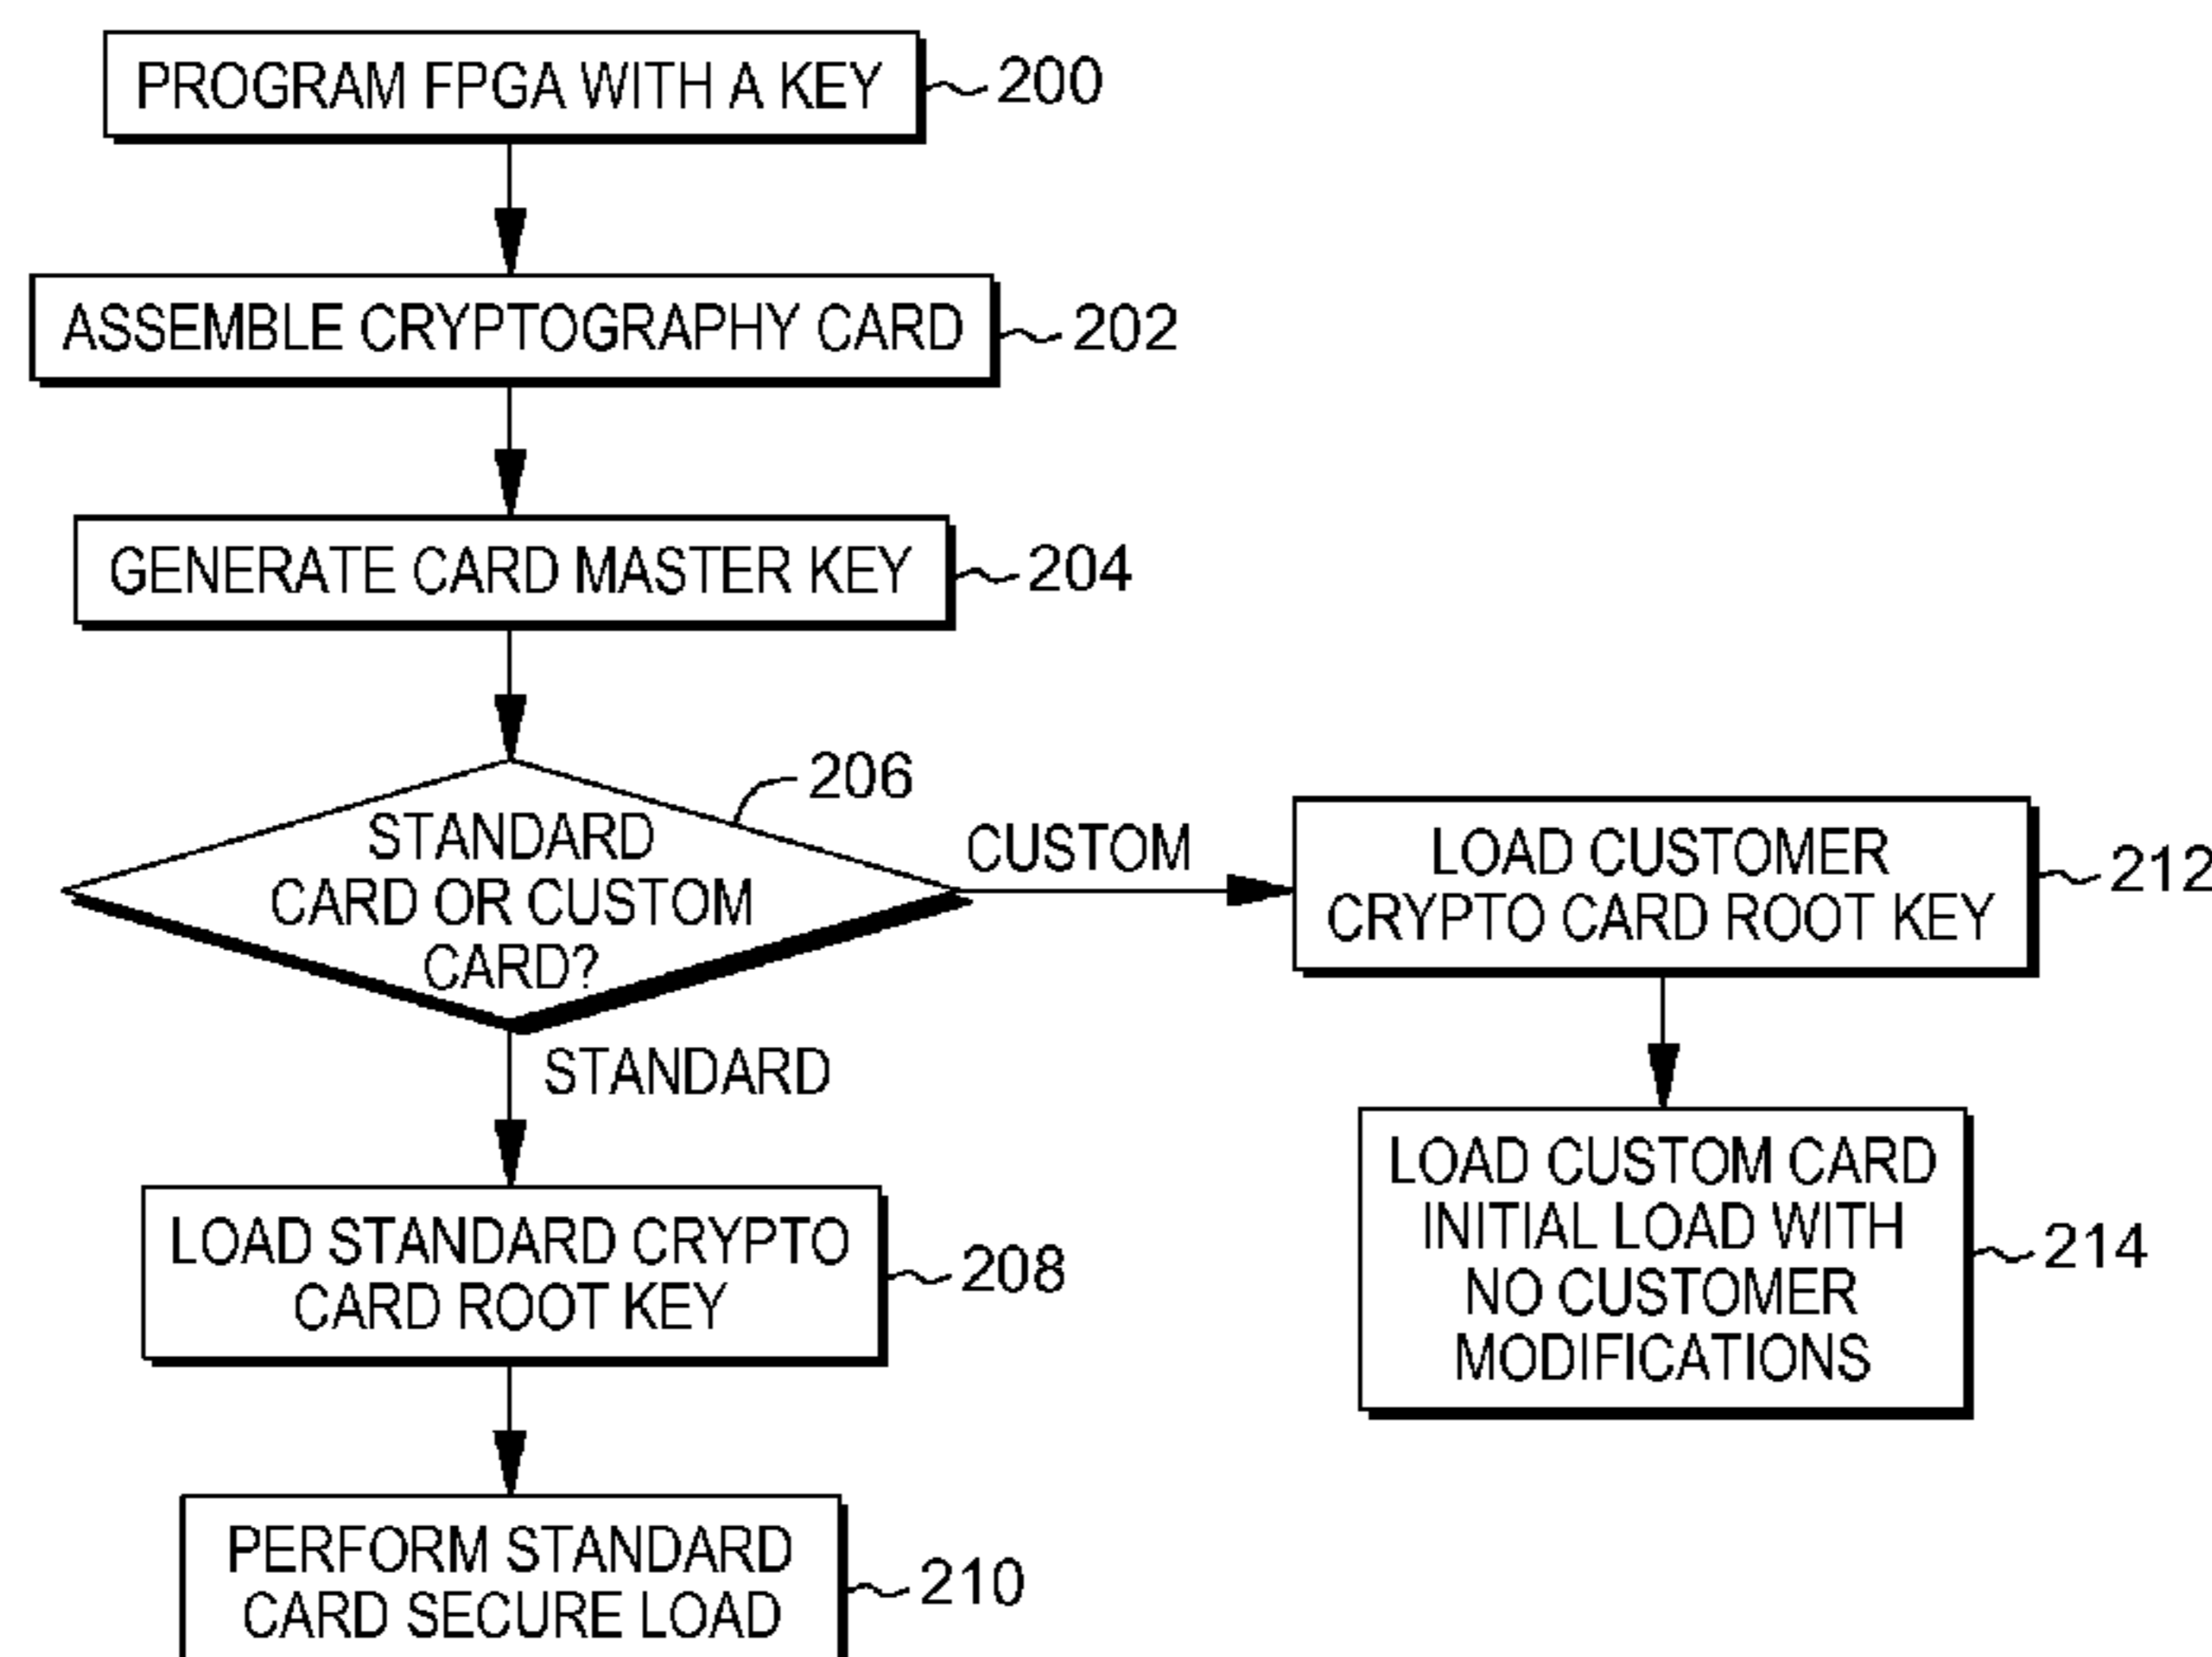 PROGRAM FPGA WITH A KEY
200
ASSEMBLE CRYPTOGRAPHY CARD
202
GENERATE CARD MASTER KEY
204
206
STANDARD
CARD OR CUSTOM
CARD?
CUSTOM
STANDARD
LOAD CUSTOMER
CRYPTO CARD ROOT KEY
212
LOAD CUSTOM CARD
INITIAL LOAD WITH
NO CUSTOMER
MODIFICATIONS
214
LOAD STANDARD CRYPTO
CARD ROOT KEY
208
PERFORM STANDARD
CARD SECURE LOAD
210